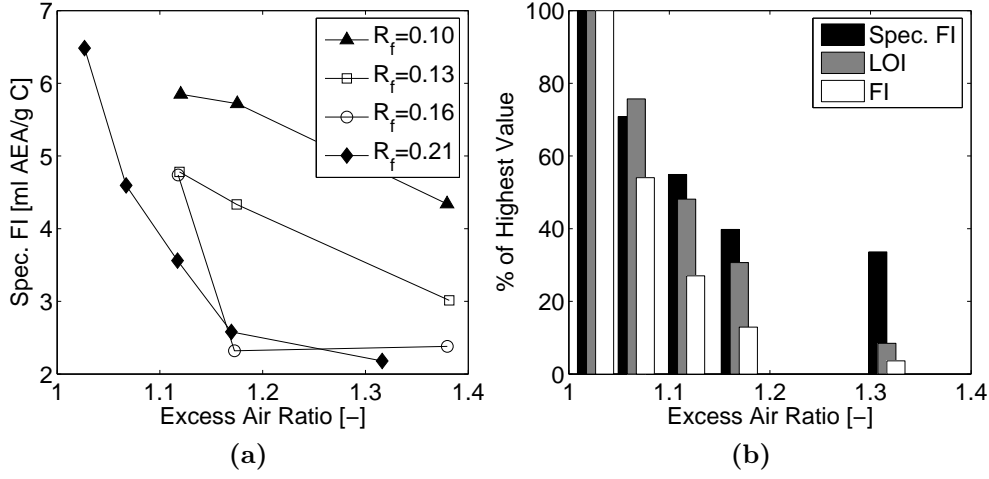 7
6
5
4
3
2
1
1.1
1.2
1.3
1.4
Spec. FI [ml AEA/g C]
Excess Air Ratio [−]
R_f=0.10
R_f=0.13
R_f=0.16
R_f=0.21
(a)
100
80
60
40
20
0
1
1.1
1.2
1.3
1.4
% of Highest Value
Excess Air Ratio [−]
Spec. FI
LOI
FI
(b)